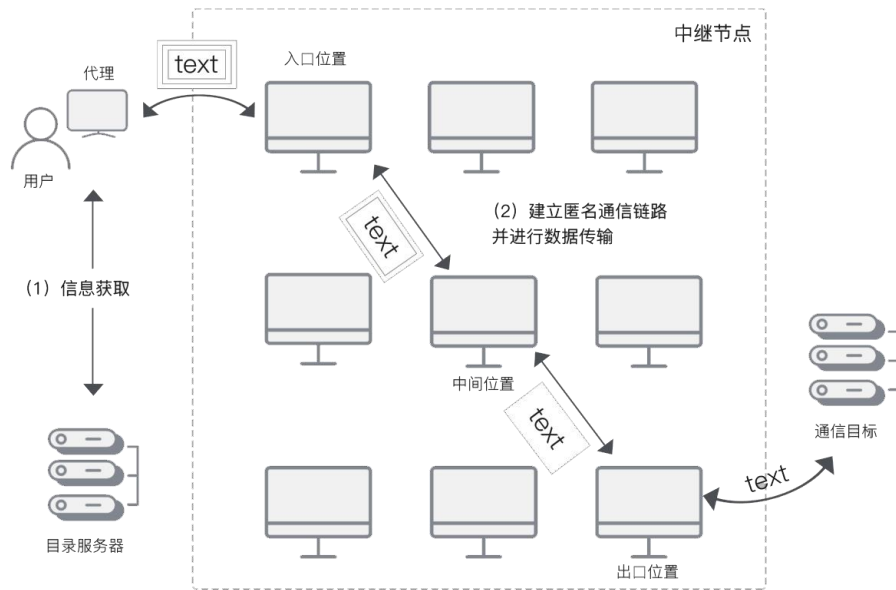 中继节点
text
入口位置
代理
用户
text
（2）建立匿名通信链路
并进行数据传输
（1）信息获取
中间位置
text
通信目标
text
目录服务器
出口位置